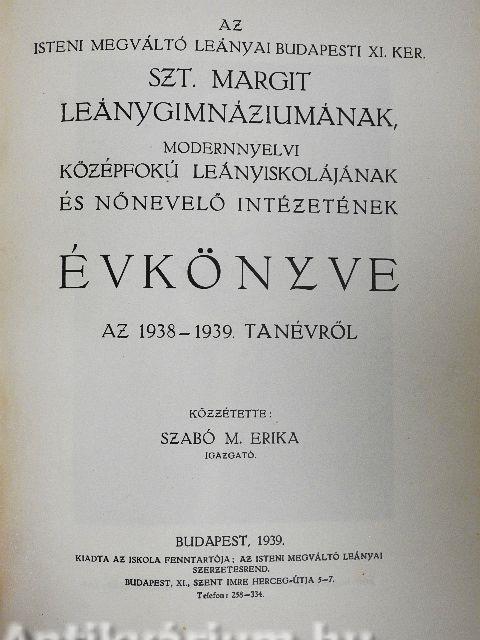 AZ
ISTENI MEGVÁLTÓ LEÁNYAI BUDAPESTI XI. KER.
SZT. MARGIT
LEÁNYGIMNÁZIUMÁNAK,
MODERNNYELVI
KÖZÉPFOKÚ LEÁNYISKOLÁJÁNAK
ÉS NŐNEVELŐ INTÉZETÉNEK
ÉVKÖNYVE
AZ 1938–1939. TANÉVRŐL
KÖZZÉTETTE:
SZABÓ M. ERIKA
IGAZGATÓ.
BUDAPEST, 1939.
KIADTA AZ ISKOLA FENNTARTÓJA; AZ ISTENI MEGVÁLTÓ LEÁNYAI
SZERZETESREND.
BUDAPEST, XI., SZENT IMRE HERCEG-ÚTJA 5–7.
Telefon: 258–334.
Antikvárium.hu